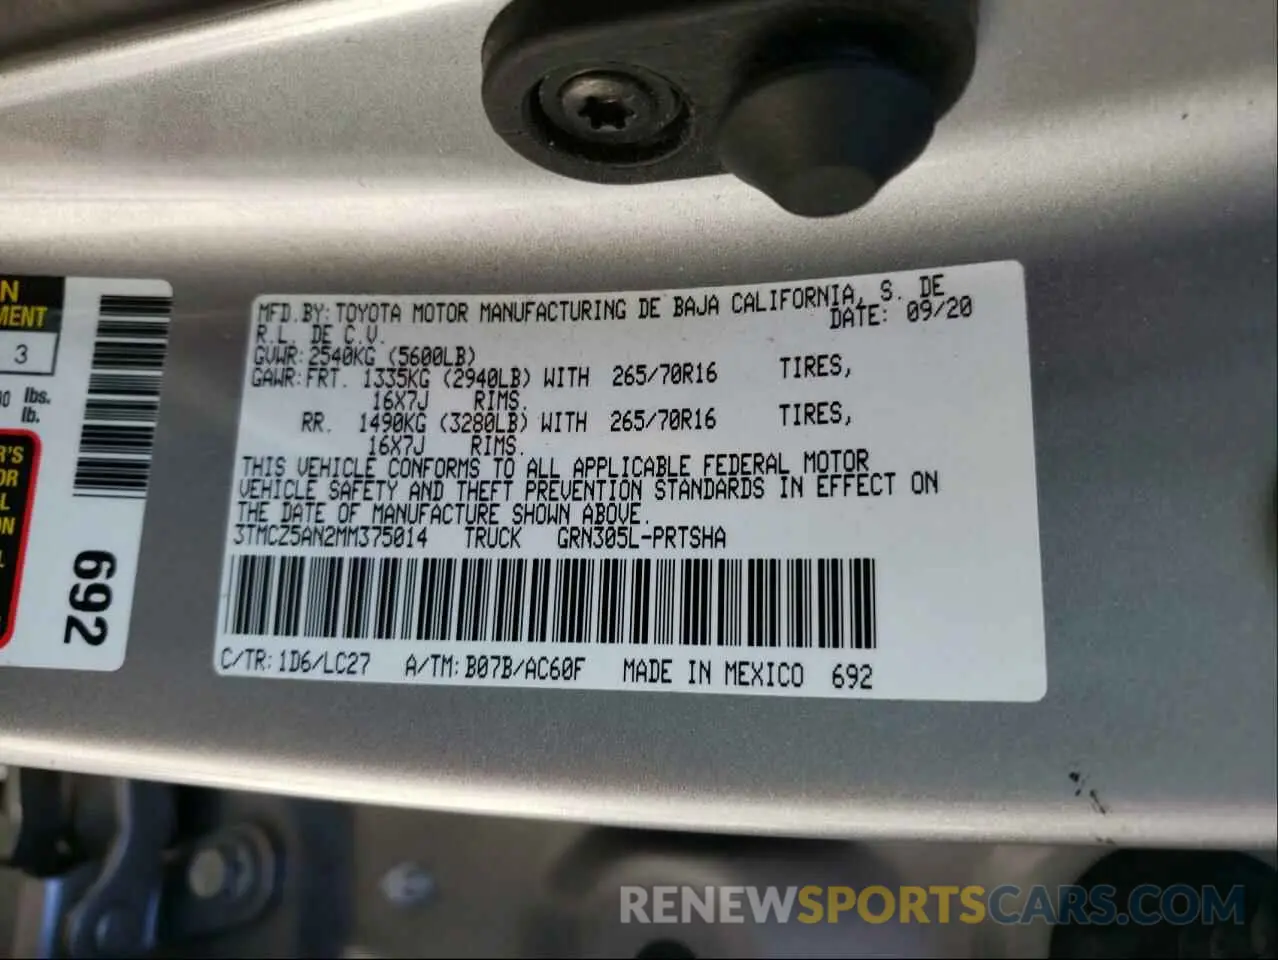 N
MENT
3
lbs.
lb.
R'S
OR
L
ON
692
MFD.BY: TOYOTA MOTOR MANUFACTURING DE BAJA CALIFORNIA, S. DE
R.L. DE C.V. DATE: 09/20
GVWR: 2540KG (5600LB)
GAWR: FRT. 1335KG (2940LB) WITH 265/70R16 TIRES,
16X7J RIMS.
RR. 1490KG (3280LB) WITH 265/70R16 TIRES,
16X7J RIMS.
THIS VEHICLE CONFORMS TO ALL APPLICABLE FEDERAL MOTOR
VEHICLE SAFETY AND THEFT PREVENTION STANDARDS IN EFFECT ON
THE DATE OF MANUFACTURE SHOWN ABOVE.
3TMCZ5AN2MM375014 TRUCK GRN305L-PRTSHA
C/TR: 1D6/LC27 A/TM: B07B/AC60F MADE IN MEXICO 692
RENEWSPORTSCARS.COM